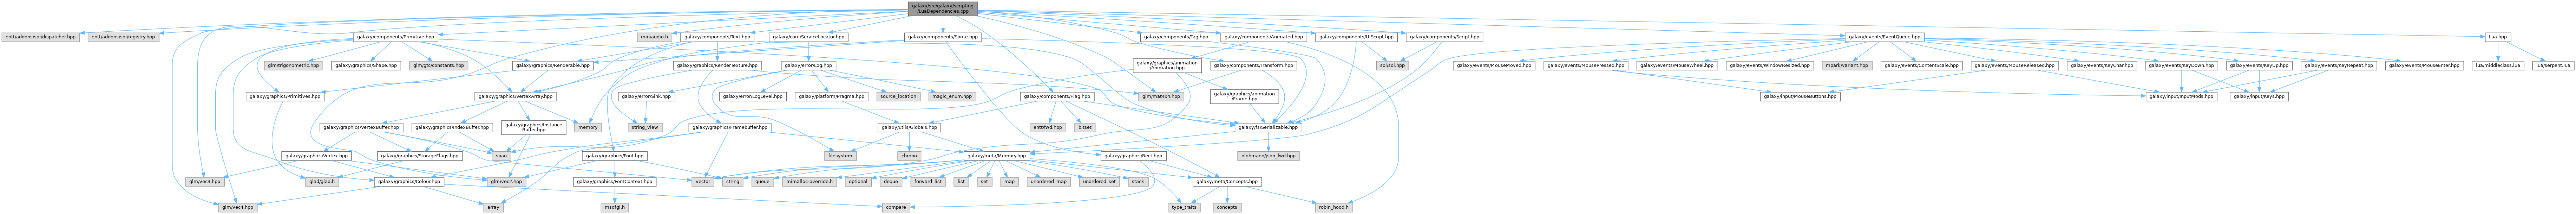 galaxy/src/galaxy/scripting
/LuaDependencies.cpp
entt/addons/sol/dispatcher.hpp
entt/addons/sol/registry.hpp
galaxy/components/Primitive.hpp
miniaudio.h
galaxy/components/Text.hpp
galaxy/core/ServiceLocator.hpp
galaxy/components/Sprite.hpp
galaxy/components/Tag.hpp
galaxy/components/Animated.hpp
galaxy/components/UIScript.hpp
galaxy/components/Script.hpp
galaxy/events/EventQueue.hpp
Lua.hpp
glm/trigonometric.hpp
galaxy/graphics/Shape.hpp
glm/gtc/constants.hpp
galaxy/graphics/Renderable.hpp
galaxy/graphics/RenderTexture.hpp
galaxy/error/Log.hpp
galaxy/graphics/animation
/Animation.hpp
galaxy/components/Transform.hpp
sol/sol.hpp
galaxy/events/MouseMoved.hpp
galaxy/events/MousePressed.hpp
galaxy/events/MouseWheel.hpp
galaxy/events/WindowResized.hpp
mpark/variant.hpp
galaxy/events/ContentScale.hpp
galaxy/events/MouseReleased.hpp
galaxy/events/KeyChar.hpp
galaxy/events/KeyDown.hpp
galaxy/events/KeyUp.hpp
galaxy/events/KeyRepeat.hpp
galaxy/events/MouseEnter.hpp
lua/middleclass.lua
lua/serpent.lua
galaxy/graphics/Primitives.hpp
galaxy/graphics/VertexArray.hpp
galaxy/error/Sink.hpp
galaxy/error/LogLevel.hpp
galaxy/platform/Pragma.hpp
source_location
magic_enum.hpp
galaxy/components/Flag.hpp
glm/mat4x4.hpp
galaxy/graphics/animation
/Frame.hpp
galaxy/input/MouseButtons.hpp
galaxy/input/InputMods.hpp
galaxy/input/Keys.hpp
galaxy/graphics/VertexBuffer.hpp
galaxy/graphics/IndexBuffer.hpp
galaxy/graphics/Instance
Buffer.hpp
memory
string_view
galaxy/graphics/Framebuffer.hpp
galaxy/utils/Globals.hpp
entt/fwd.hpp
bitset
galaxy/fs/Serializable.hpp
galaxy/graphics/Vertex.hpp
galaxy/graphics/StorageFlags.hpp
span
galaxy/graphics/Font.hpp
filesystem
chrono
galaxy/meta/Memory.hpp
galaxy/graphics/Rect.hpp
nlohmann/json_fwd.hpp
glm/vec3.hpp
glad/glad.h
galaxy/graphics/Colour.hpp
glm/vec2.hpp
galaxy/graphics/FontContext.hpp
vector
string
queue
mimalloc-override.h
optional
deque
forward_list
list
set
map
unordered_map
unordered_set
stack
galaxy/meta/Concepts.hpp
glm/vec4.hpp
array
msdfgl.h
compare
type_traits
concepts
robin_hood.h